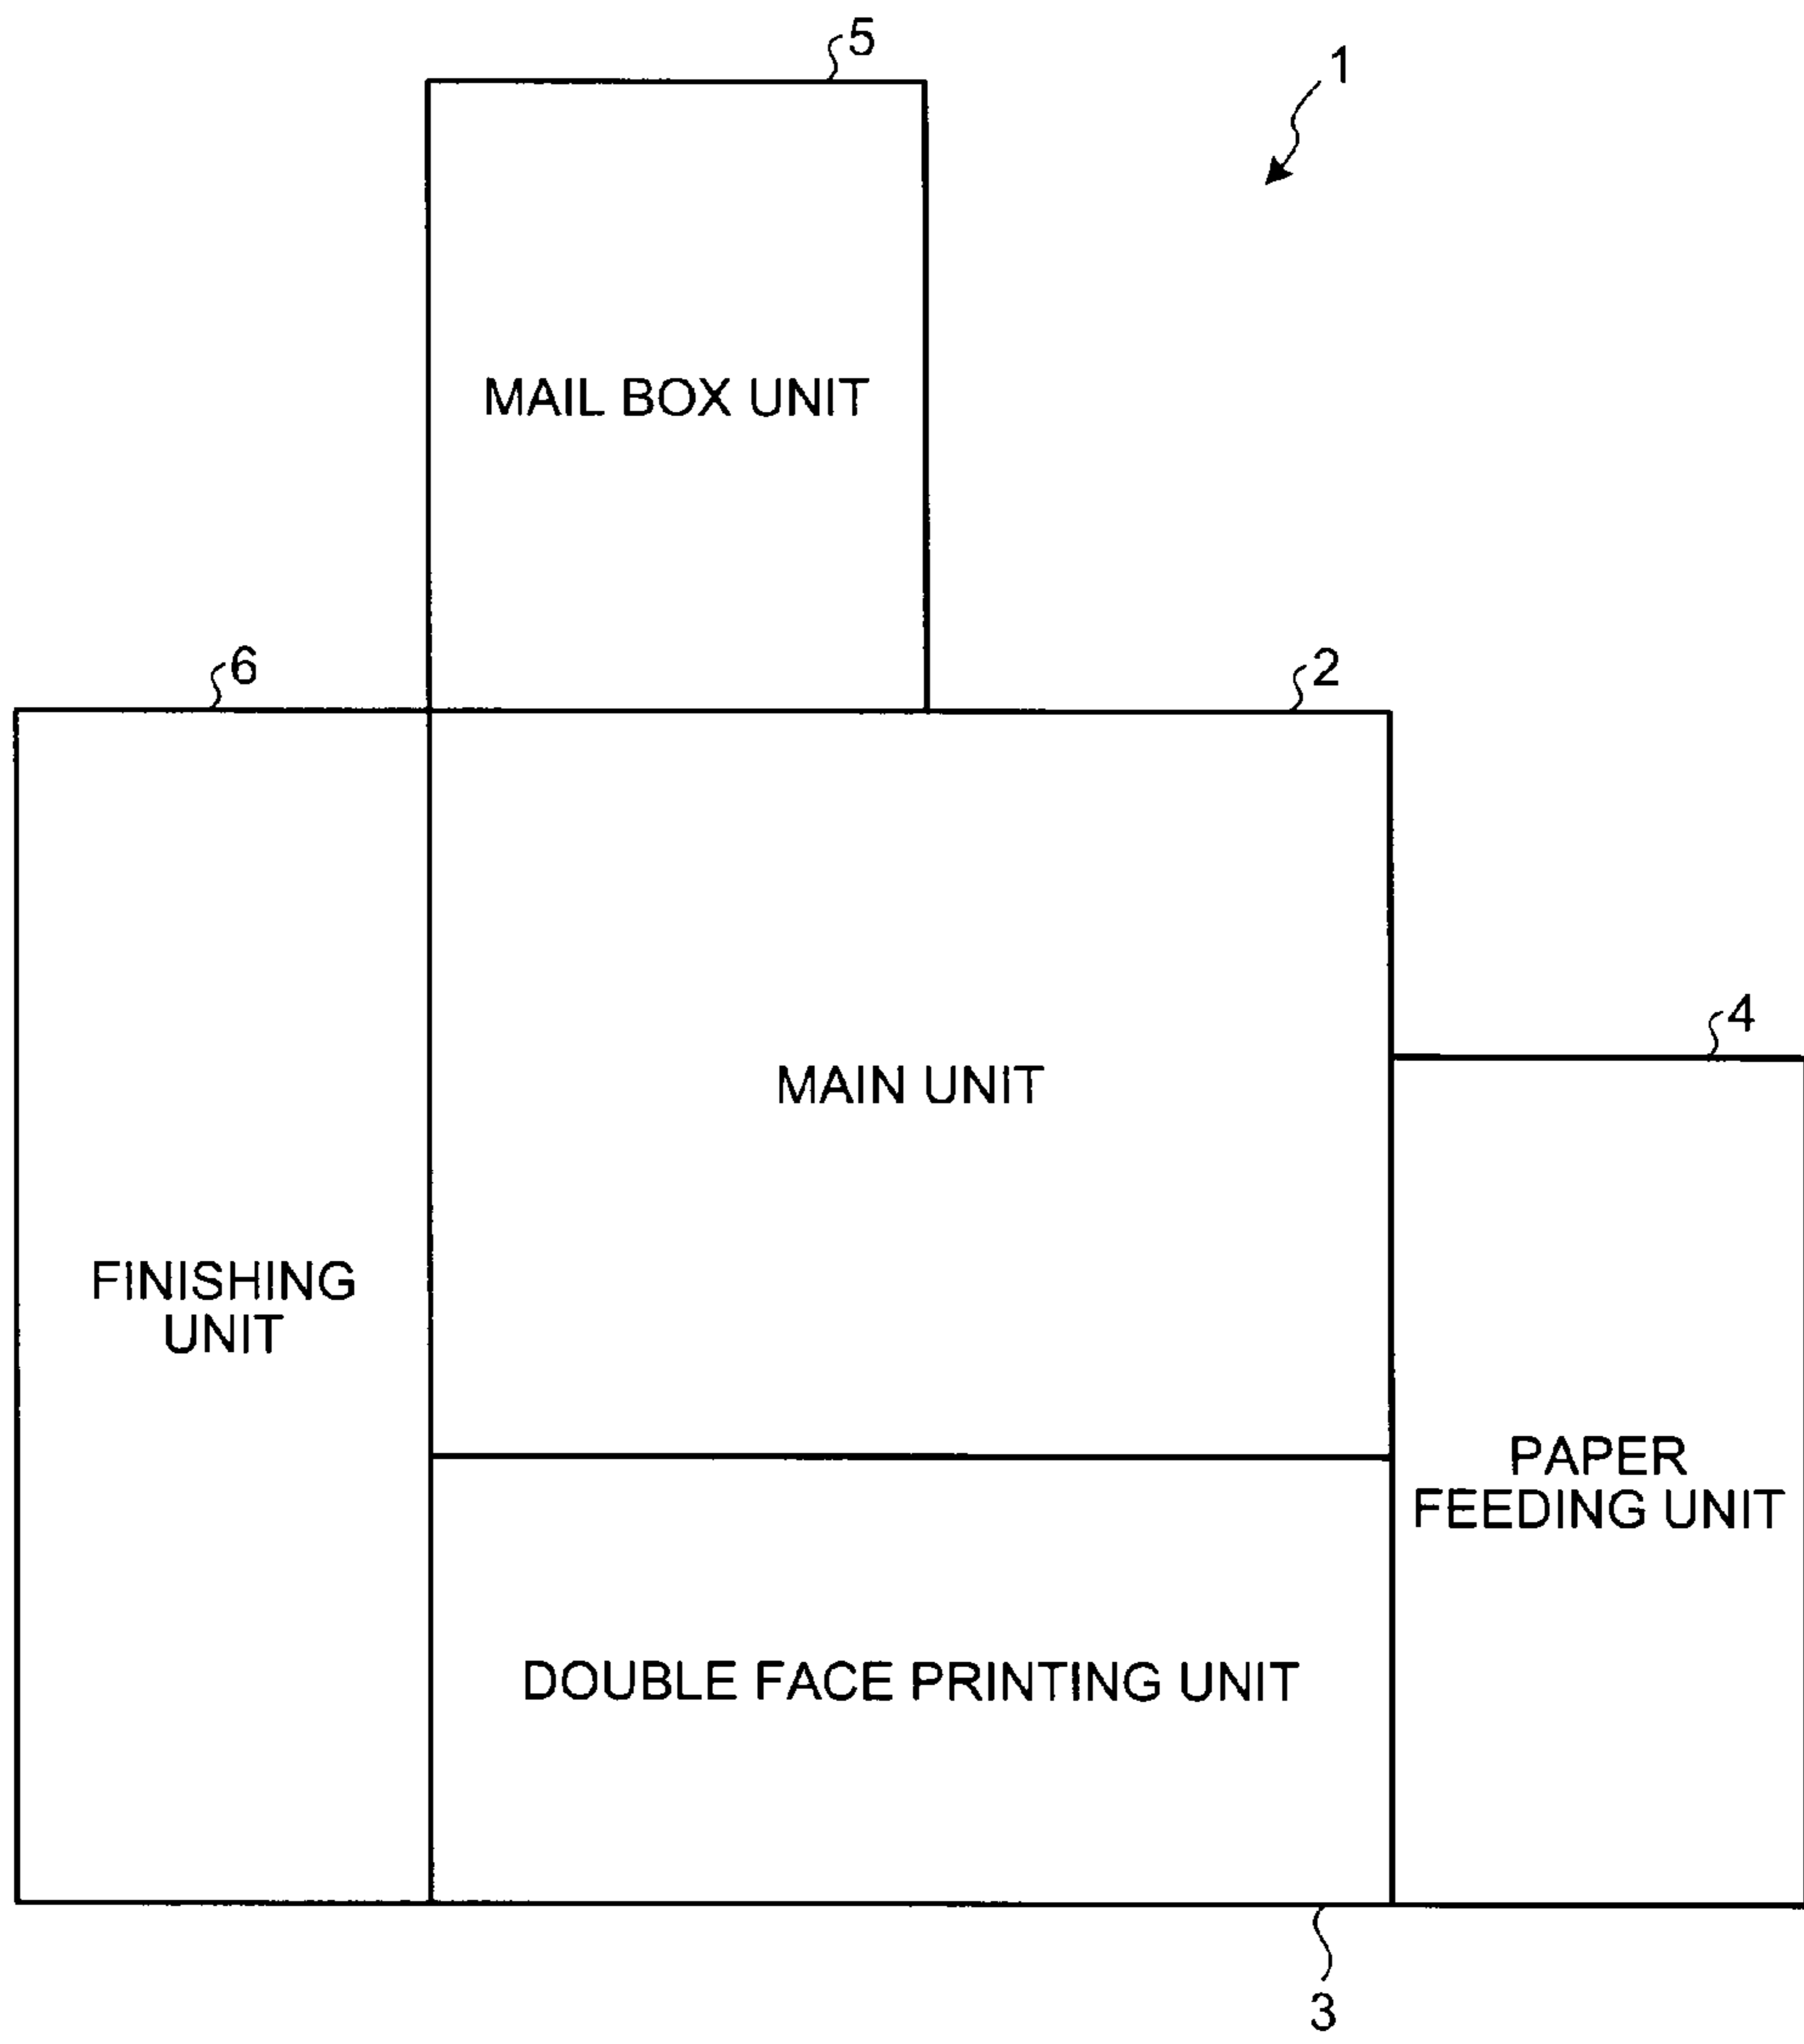 5
1
MAIL BOX UNIT
6
2
4
MAIN UNIT
FINISHING
UNIT
PAPER
FEEDING UNIT
DOUBLE FACE PRINTING UNIT
3